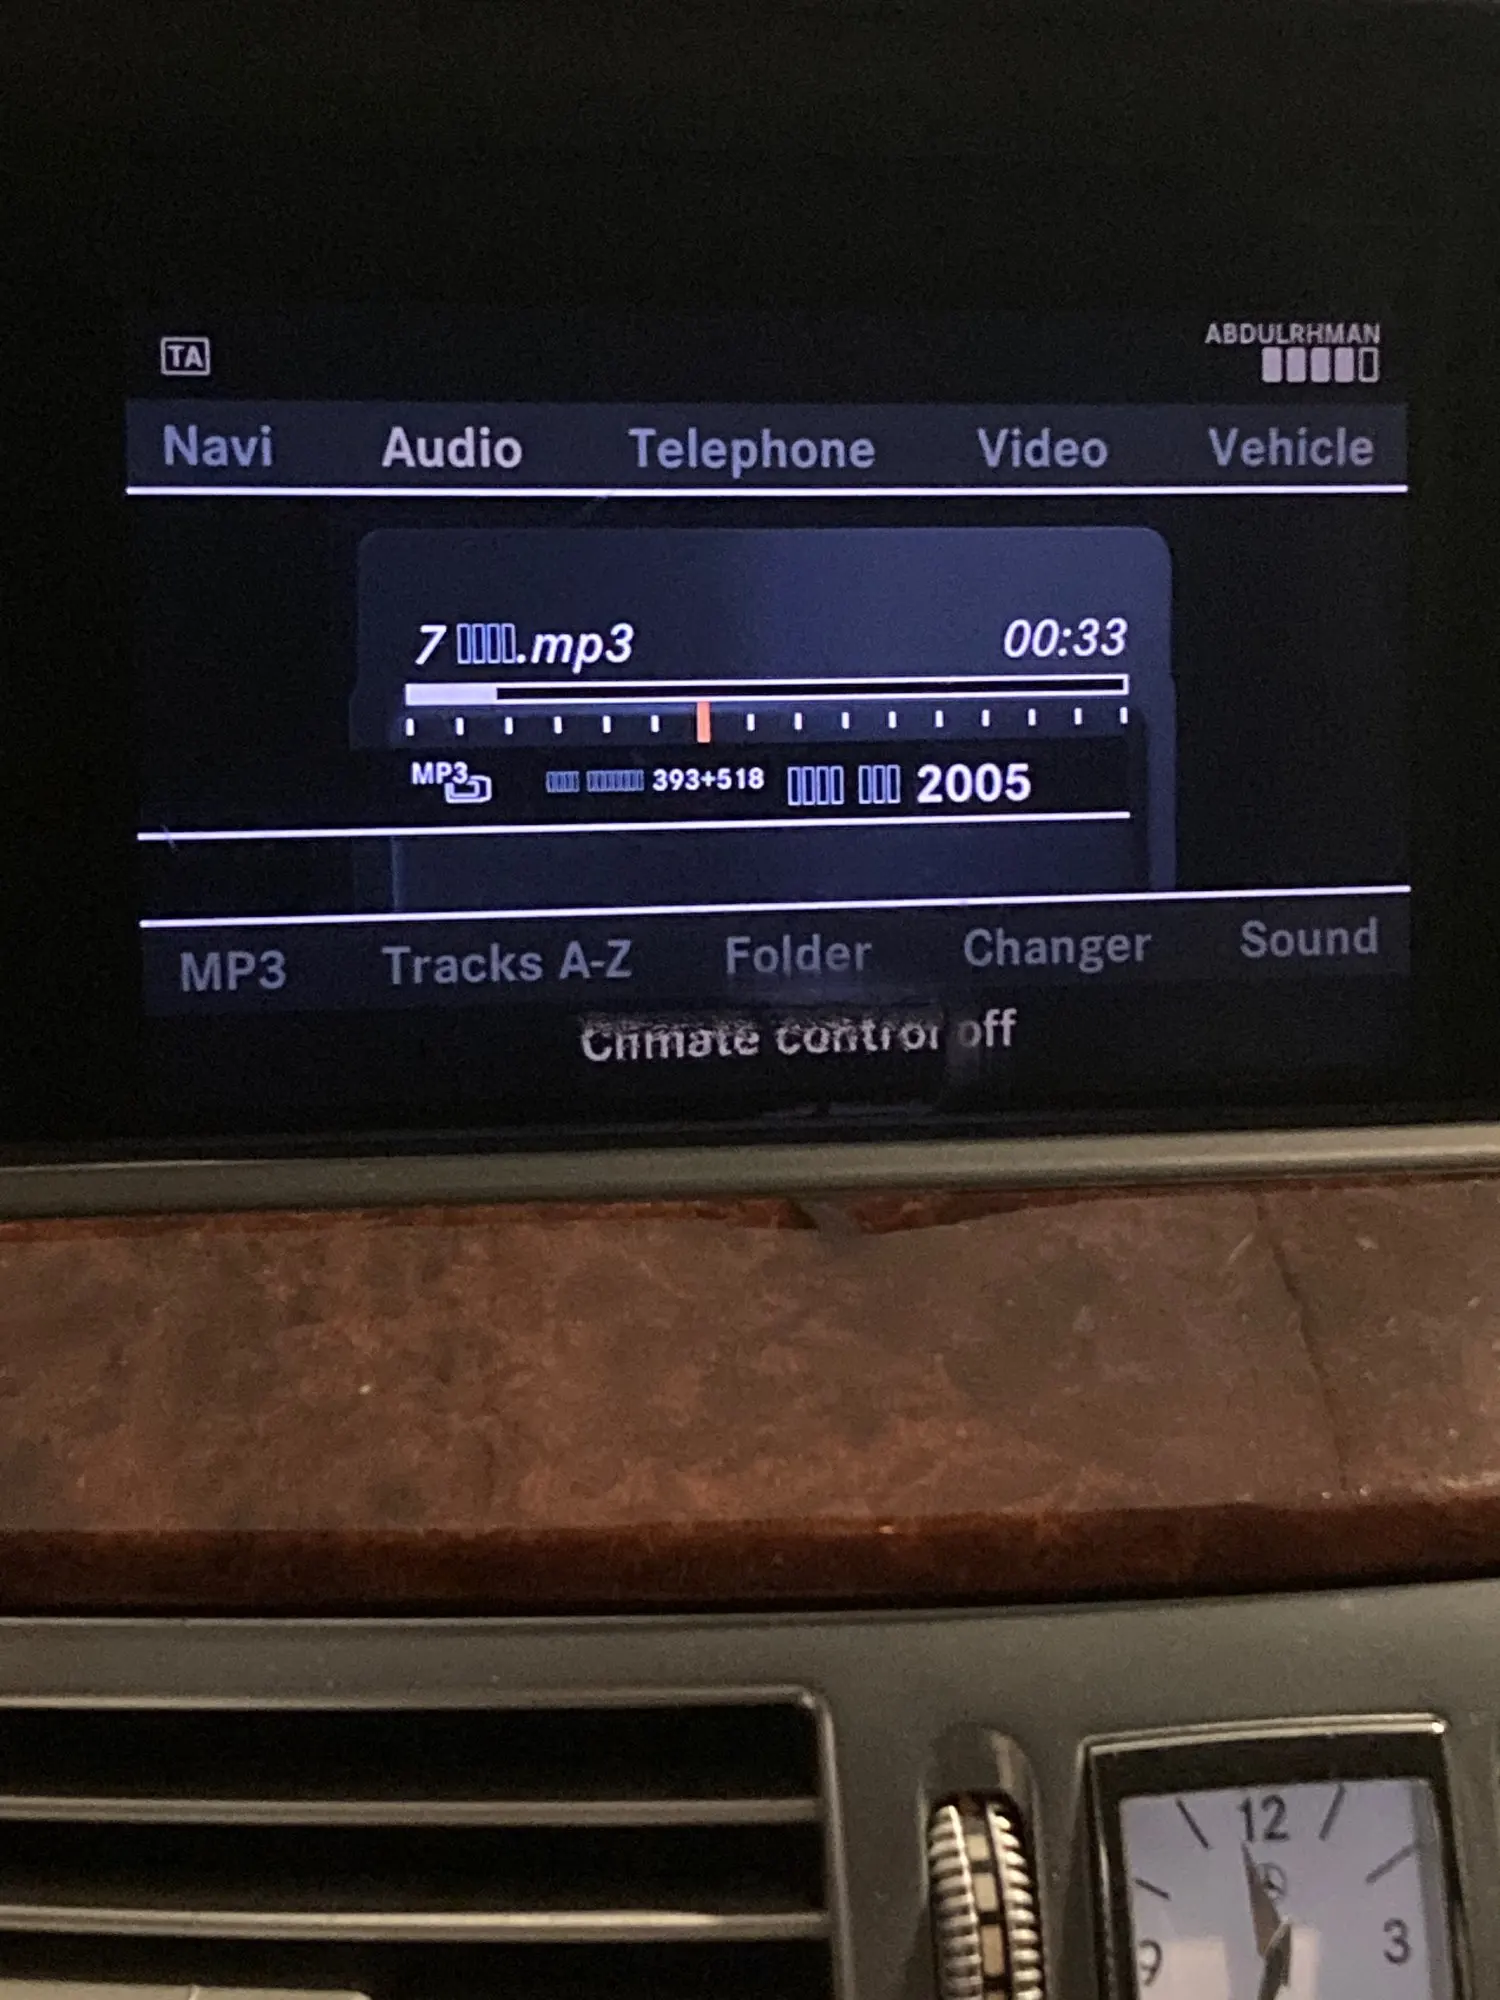 TA
ABDULRHMAN
Navi Audio Telephone Video Vehicle
7 ▯▯▯▯.mp3 00:33
MP3 ▯▯▯▯ ▯▯▯▯▯▯▯ 393+518 ▯▯▯▯ ▯▯▯ 2005
MP3 Tracks A-Z Folder Changer Sound
Climate control off
12
9 3